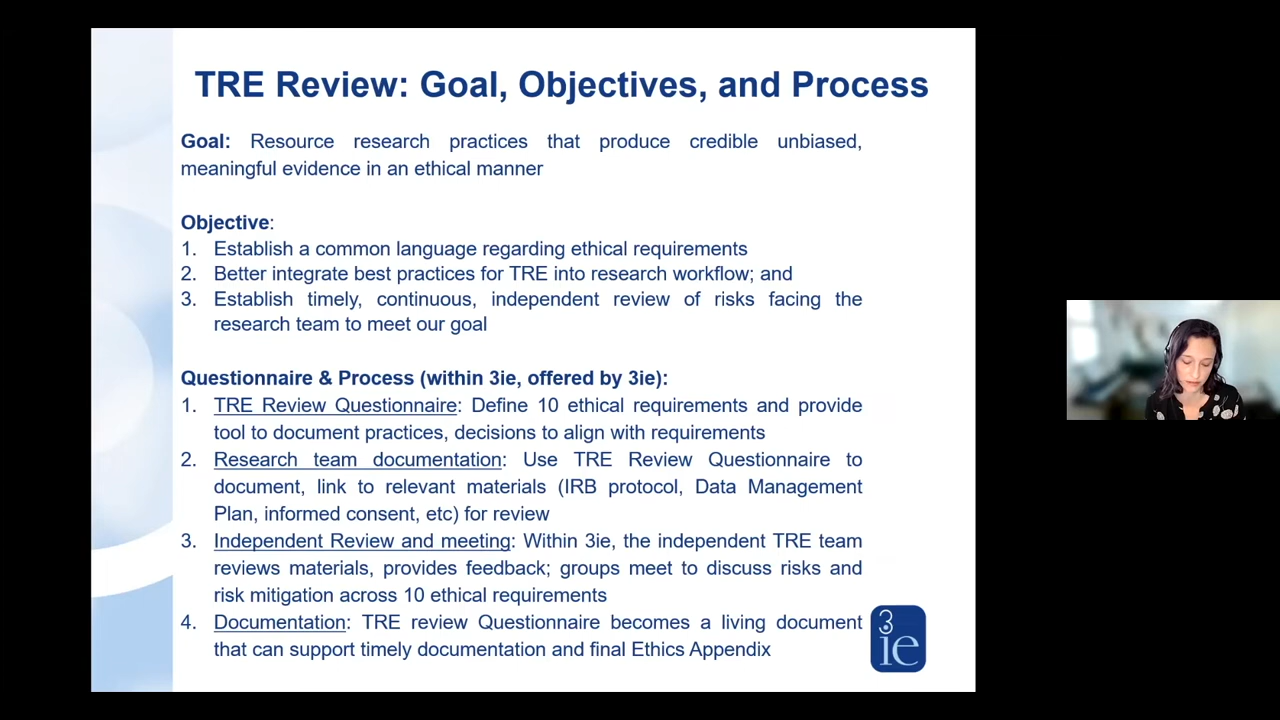 TRE Review: Goal, Objectives, and Process
Goal: Resource research practices that produce credible unbiased,
meaningful evidence in an ethical manner
Objective:
1. Establish a common language regarding ethical requirements
2. Better integrate best practices for TRE into research workflow; and
3. Establish timely, continuous, independent review of risks facing the
research team to meet our goal
Questionnaire & Process (within 3ie, offered by 3ie):
1. TRE Review Questionnaire: Define 10 ethical requirements and provide
tool to document practices, decisions to align with requirements
2. Research team documentation: Use TRE Review Questionnaire to
document, link to relevant materials (IRB protocol, Data Management
Plan, informed consent, etc) for review
3. Independent Review and meeting: Within 3ie, the independent TRE team
reviews materials, provides feedback; groups meet to discuss risks and
risk mitigation across 10 ethical requirements
4. Documentation: TRE review Questionnaire becomes a living document
that can support timely documentation and final Ethics Appendix
3
ie